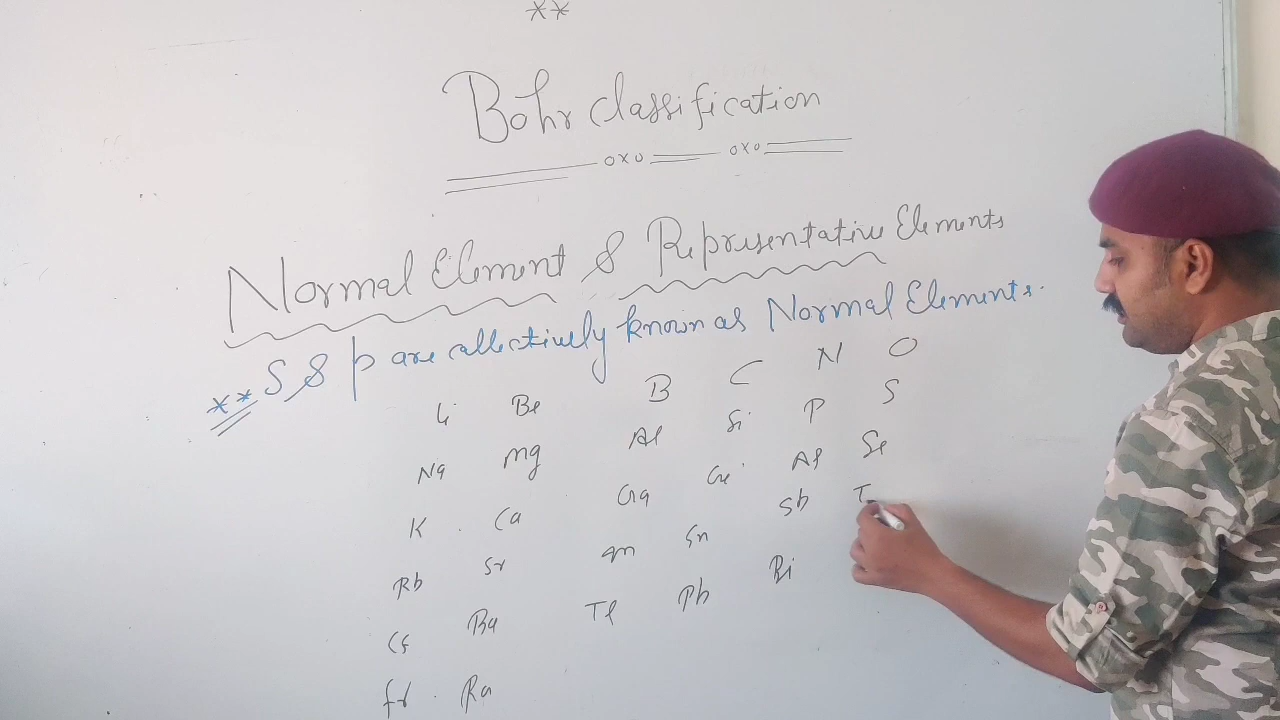 **
Bohr classification
oxo oxo
Normal Element & Representative Elements
** S & p are collectively known as Normal Elements.
Li Be B C N O
Na Mg Al Si P S
K Ca Ga Ge As Se
Rb Sr In Sn Sb T
Cs Ba Tl Pb Bi
Fr Ra